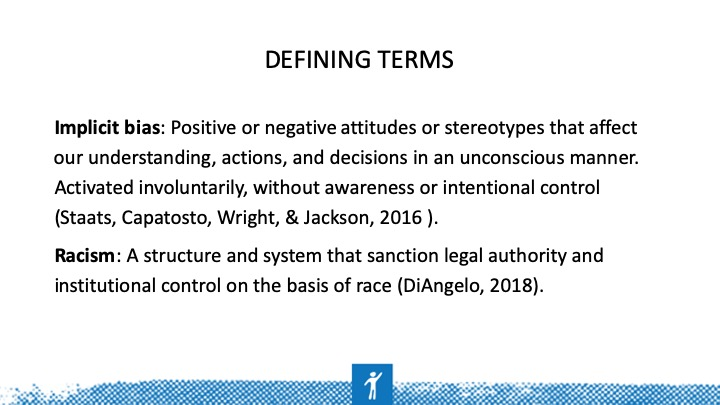 DEFINING TERMS
Implicit bias: Positive or negative attitudes or stereotypes that affect
our understanding, actions, and decisions in an unconscious manner.
Activated involuntarily, without awareness or intentional control
(Staats, Capatosto, Wright, & Jackson, 2016 ).
Racism: A structure and system that sanction legal authority and
institutional control on the basis of race (DiAngelo, 2018).